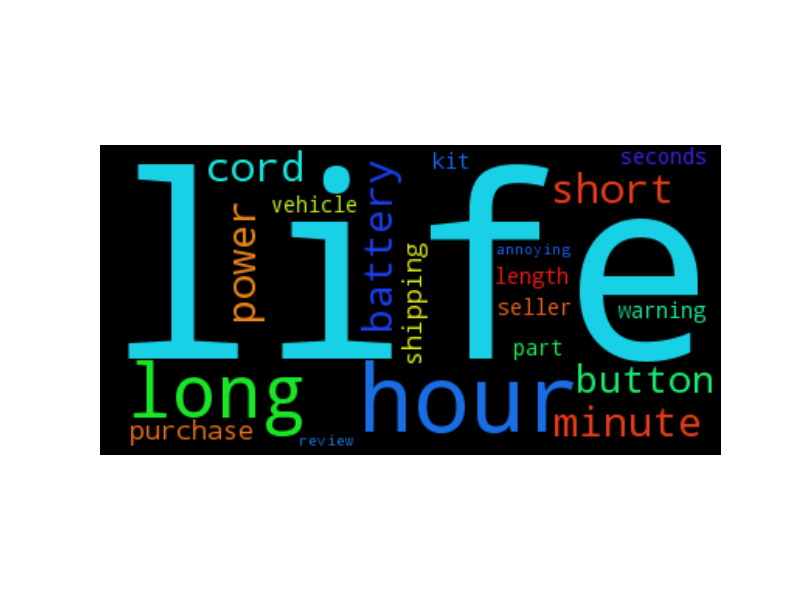 life
cord
kit
seconds
vehicle
battery
short
power
shipping
annoying
length
seller
warning
part
long
hour
button
purchase
minute
review